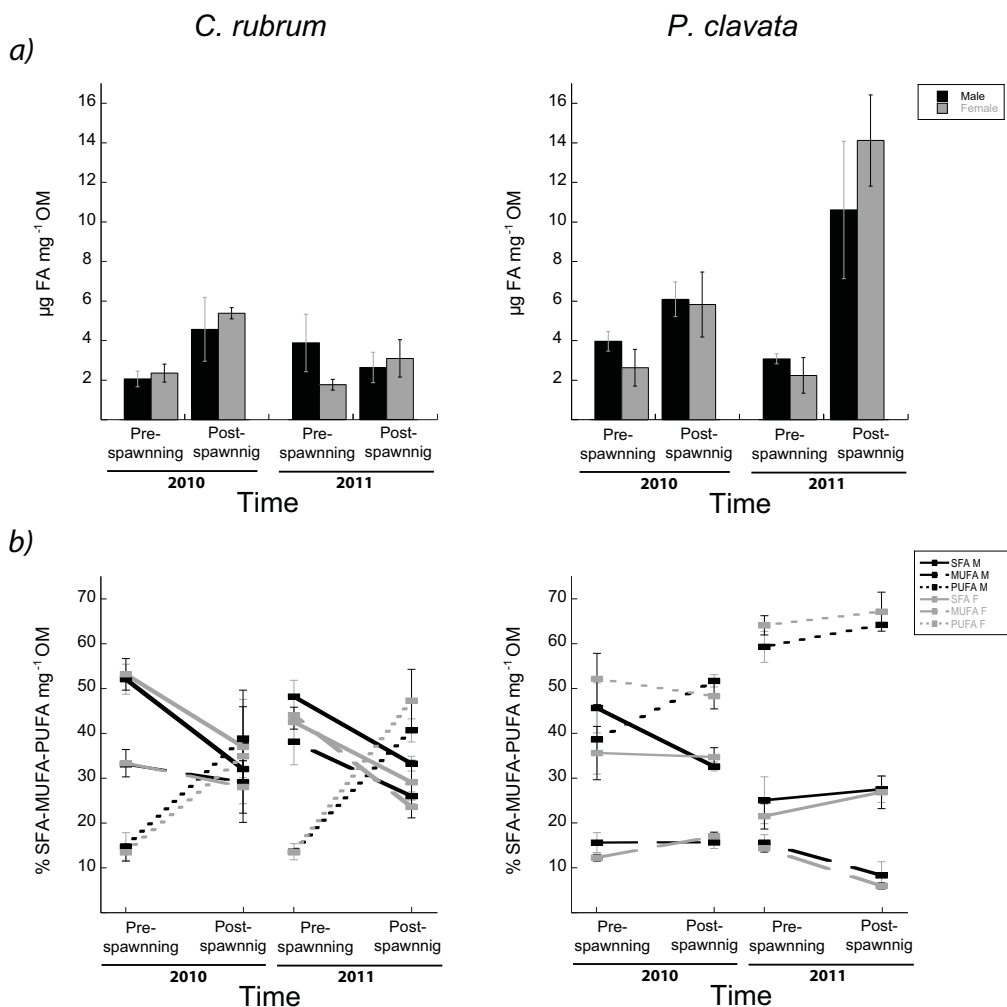 C. rubrum
P. clavata
a)
µg FA mg⁻¹ OM
16
14
12
10
8
6
4
2
Pre-
spawnning
Post-
spawnnig
Pre-
spawnning
Post-
spawnnig
2010
2011
Time
µg FA mg⁻¹ OM
16
14
12
10
8
6
4
2
Pre-
spawnning
Post-
spawnnig
Pre-
spawnning
Post-
spawnnig
2010
2011
Time
Male
Female
b)
% SFA-MUFA-PUFA mg⁻¹ OM
70
60
50
40
30
20
10
Pre-
spawnning
Post-
spawnnig
Pre-
spawnning
Post-
spawnnig
2010
2011
Time
% SFA-MUFA-PUFA mg⁻¹ OM
70
60
50
40
30
20
10
Pre-
spawnning
Post-
spawnnig
Pre-
spawnning
Post-
spawnnig
2010
2011
Time
SFA M
MUFA M
PUFA M
SFA F
MUFA F
PUFA F